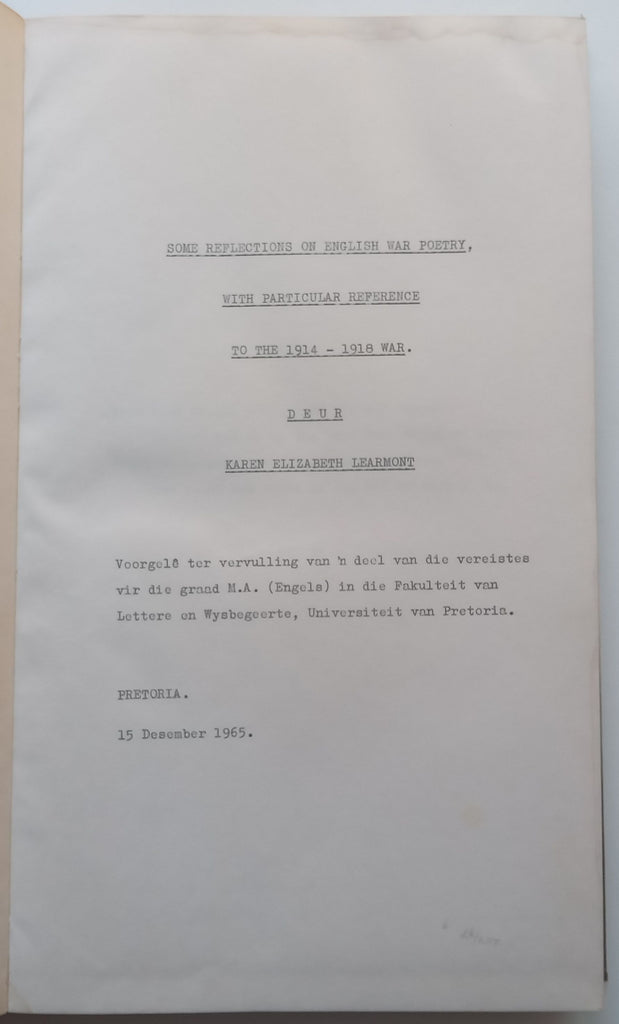 SOME REFLECTIONS ON ENGLISH WAR POETRY,
WITH PARTICULAR REFERENCE
TO THE 1914 - 1918 WAR.
D E U R
KAREN ELIZABETH LEARMONT
Voorgelê ter vervulling van 'n deel van die vereistes
vir die graad M.A. (Engels) in die Fakulteit van
Lettere en Wysbegeerte, Universiteit van Pretoria.
PRETORIA.
15 Desember 1965.